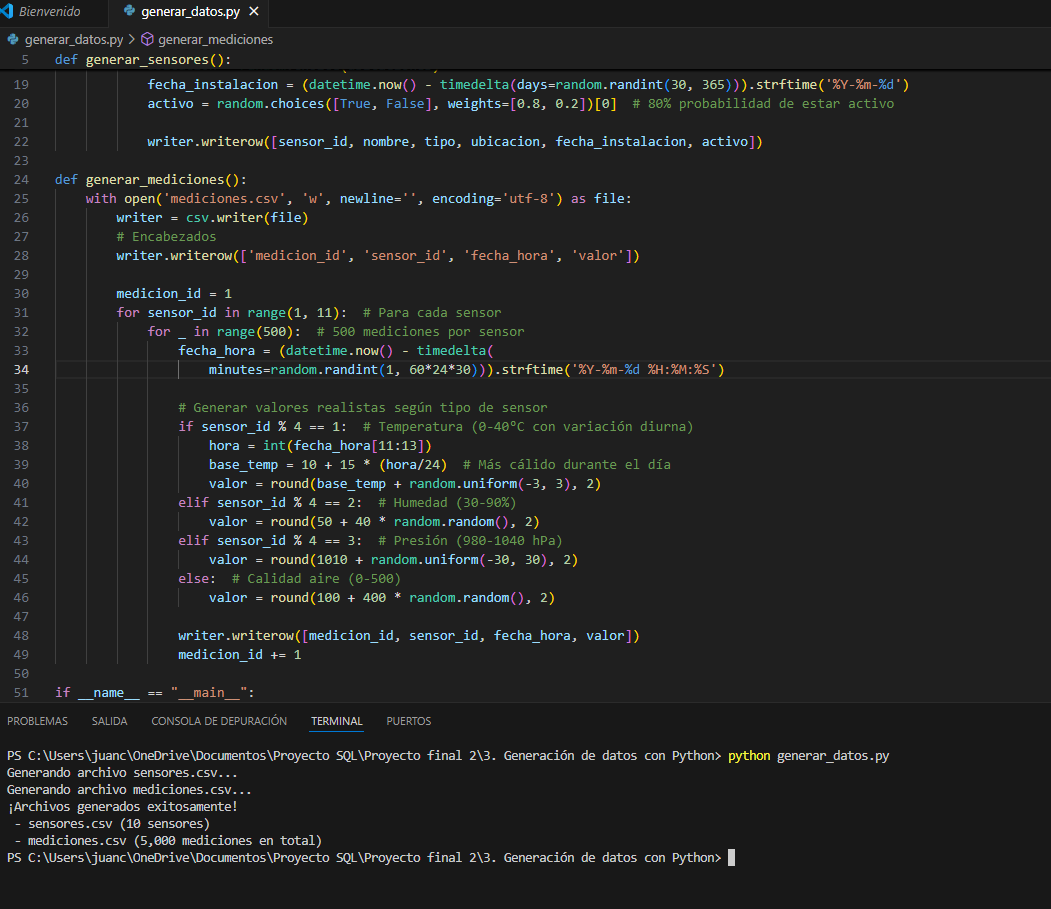 Bienvenido generar_datos.py ×
generar_datos.py > generar_mediciones
5 def generar_sensores():
19 fecha_instalacion = (datetime.now() - timedelta(days=random.randint(30, 365))).strftime('%Y-%m-%d')
20 activo = random.choices([True, False], weights=[0.8, 0.2])[0]  # 80% probabilidad de estar activo
21
22 writer.writerow([sensor_id, nombre, tipo, ubicacion, fecha_instalacion, activo])
23
24 def generar_mediciones():
25 with open('mediciones.csv', 'w', newline='', encoding='utf-8') as file:
26 writer = csv.writer(file)
27 # Encabezados
28 writer.writerow(['medicion_id', 'sensor_id', 'fecha_hora', 'valor'])
29
30 medicion_id = 1
31 for sensor_id in range(1, 11):  # Para cada sensor
32 for _ in range(500):  # 500 mediciones por sensor
33 fecha_hora = (datetime.now() - timedelta(
34 minutes=random.randint(1, 60*24*30))).strftime('%Y-%m-%d %H:%M:%S')
35
36 # Generar valores realistas según tipo de sensor
37 if sensor_id % 4 == 1:  # Temperatura (0-40°C con variación diurna)
38 hora = int(fecha_hora[11:13])
39 base_temp = 10 + 15 * (hora/24)  # Más cálido durante el día
40 valor = round(base_temp + random.uniform(-3, 3), 2)
41 elif sensor_id % 4 == 2:  # Humedad (30-90%)
42 valor = round(50 + 40 * random.random(), 2)
43 elif sensor_id % 4 == 3:  # Presión (980-1040 hPa)
44 valor = round(1010 + random.uniform(-30, 30), 2)
45 else:  # Calidad aire (0-500)
46 valor = round(100 + 400 * random.random(), 2)
47
48 writer.writerow([medicion_id, sensor_id, fecha_hora, valor])
49 medicion_id += 1
50
51 if __name__ == "__main__":
PROBLEMAS SALIDA CONSOLA DE DEPURACIÓN TERMINAL PUERTOS
PS C:\Users\juanc\OneDrive\Documentos\Proyecto SQL\Proyecto final 2\3. Generación de datos con Python> python generar_datos.py
Generando archivo sensores.csv...
Generando archivo mediciones.csv...
¡Archivos generados exitosamente!
- sensores.csv (10 sensores)
- mediciones.csv (5,000 mediciones en total)
PS C:\Users\juanc\OneDrive\Documentos\Proyecto SQL\Proyecto final 2\3. Generación de datos con Python>